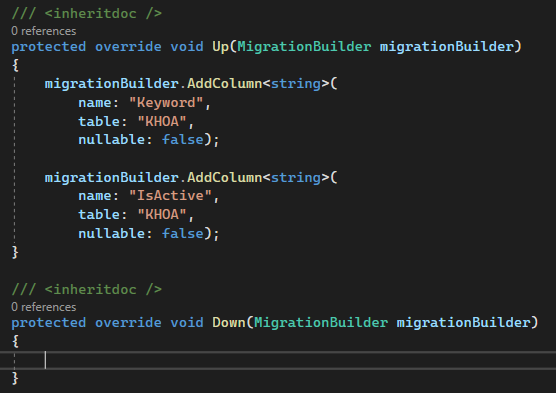 /// <inheritdoc />
0 references
protected override void Up(MigrationBuilder migrationBuilder)
{
    migrationBuilder.AddColumn<string>(
        name: "Keyword",
        table: "KHOA",
        nullable: false);

    migrationBuilder.AddColumn<string>(
        name: "IsActive",
        table: "KHOA",
        nullable: false);
}

/// <inheritdoc />
0 references
protected override void Down(MigrationBuilder migrationBuilder)
{

}